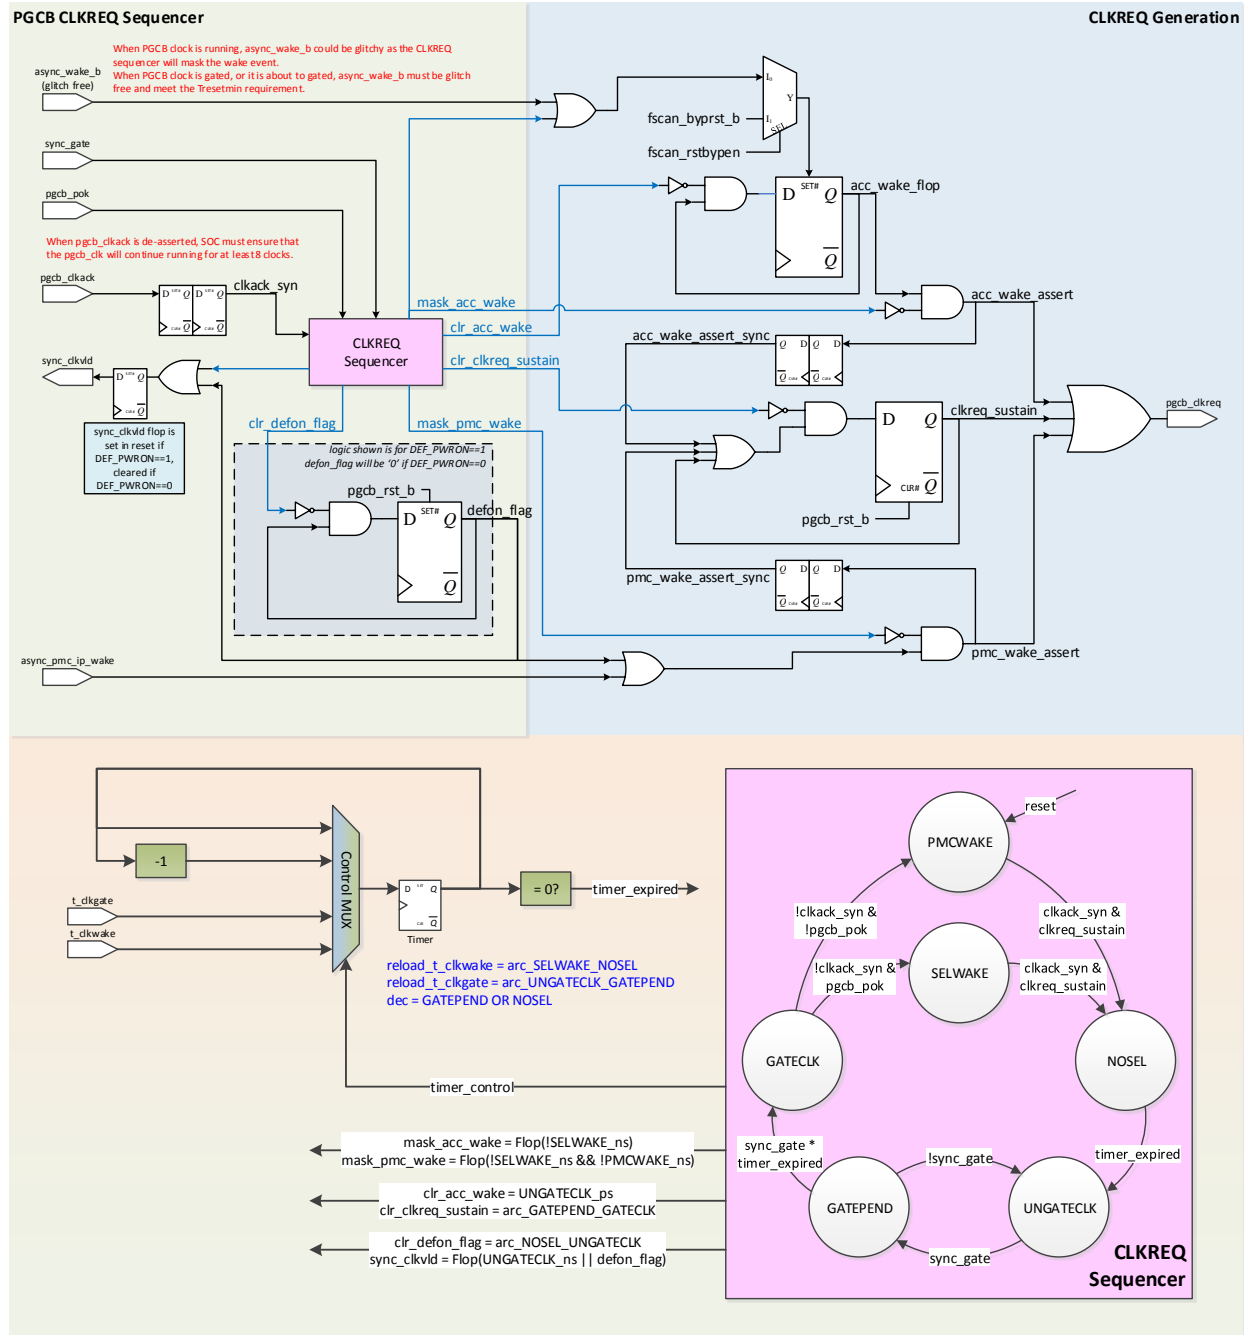 PGCB CLKREQ Sequencer
CLKREQ Generation
When PGCB clock is running, async_wake_b could be glitchy as the CLKREQ
sequencer will mask the wake event.
When PGCB clock is gated, or it is about to gated, async_wake_b must be glitch
free and meet the Tresetmin requirement.
async_wake_b
(glitch free)
I₀
Y
I₁
SEL
fscan_byprst_b
fscan_rstbypen
sync_gate
pgcb_pok
D SET# Q
Q
acc_wake_flop
When pgcb_clkack is de-asserted, SOC must ensure that
the pgcb_clk will continue running for at least 8 clocks.
pgcb_clkack
D Q D Q
Q Q
clkack_syn
mask_acc_wake
clr_acc_wake
acc_wake_assert
CLKREQ
Sequencer
acc_wake_assert_sync
Q D Q D
Q Q
sync_clkvld
D Q
Q
clr_clkreq_sustain
clkreq_sustain
pgcb_clkreq
D Q
CLR# Q
pgcb_rst_b
clr_defon_flag
mask_pmc_wake
sync_clkvld flop is
set in reset if
DEF_PWRON==1,
cleared if
DEF_PWRON==0
logic shown is for DEF_PWRON==1
defon_flag will be ‘0’ if DEF_PWRON==0
pgcb_rst_b
D SET# Q
Q
defon_flag
pmc_wake_assert_sync
Q D Q D
Q Q
pmc_wake_assert
async_pmc_ip_wake
-1
Control MUX
D Q
Q
Timer
= 0?
timer_expired
t_clkgate
t_clkwake
reload_t_clkwake = arc_SELWAKE_NOSEL
reload_t_clkgate = arc_UNGATECLK_GATEPEND
dec = GATEPEND OR NOSEL
timer_control
mask_acc_wake = Flop(!SELWAKE_ns)
mask_pmc_wake = Flop(!SELWAKE_ns && !PMCWAKE_ns)
clr_acc_wake = UNGATECLK_ps
clr_clkreq_sustain = arc_GATEPEND_GATECLK
clr_defon_flag = arc_NOSEL_UNGATECLK
sync_clkvld = Flop(UNGATECLK_ns || defon_flag)
reset
PMCWAKE
!clkack_syn &
!pgcb_pok
clkack_syn &
clkreq_sustain
!clkack_syn &
pgcb_pok
SELWAKE
clkack_syn &
clkreq_sustain
GATECLK
NOSEL
sync_gate *
timer_expired
!sync_gate
timer_expired
GATEPEND
UNGATECLK
sync_gate
CLKREQ
Sequencer